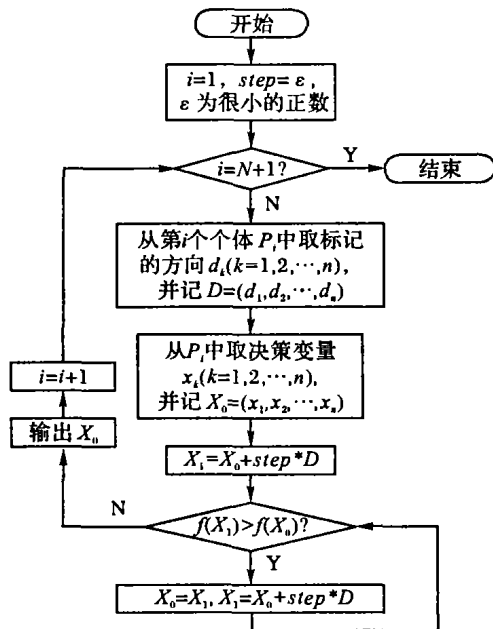 开始
i=1, step=ε,
ε为很小的正数
i=N+1?
Y
结束
N
从第i个个体P_i中取标记
的方向d_k(k=1,2,⋯,n),
并记D=(d_1,d_2,⋯,d_n)
从P_i中取决策变量
x_k(k=1,2,⋯,n),
并记X_0=(x_1,x_2,⋯,x_n)
i=i+1
输出X_0
X_1=X_0+step*D
N
f(X_1)>f(X_0)?
Y
X_0=X_1, X_1=X_0+step*D